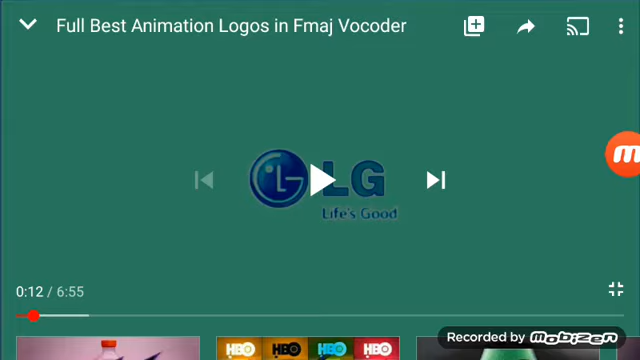 Full Best Animation Logos in Fmaj Vocoder
LG
Life's Good
0:12 / 6:55
HBO HBO HBO HBO
Recorded by mobizen